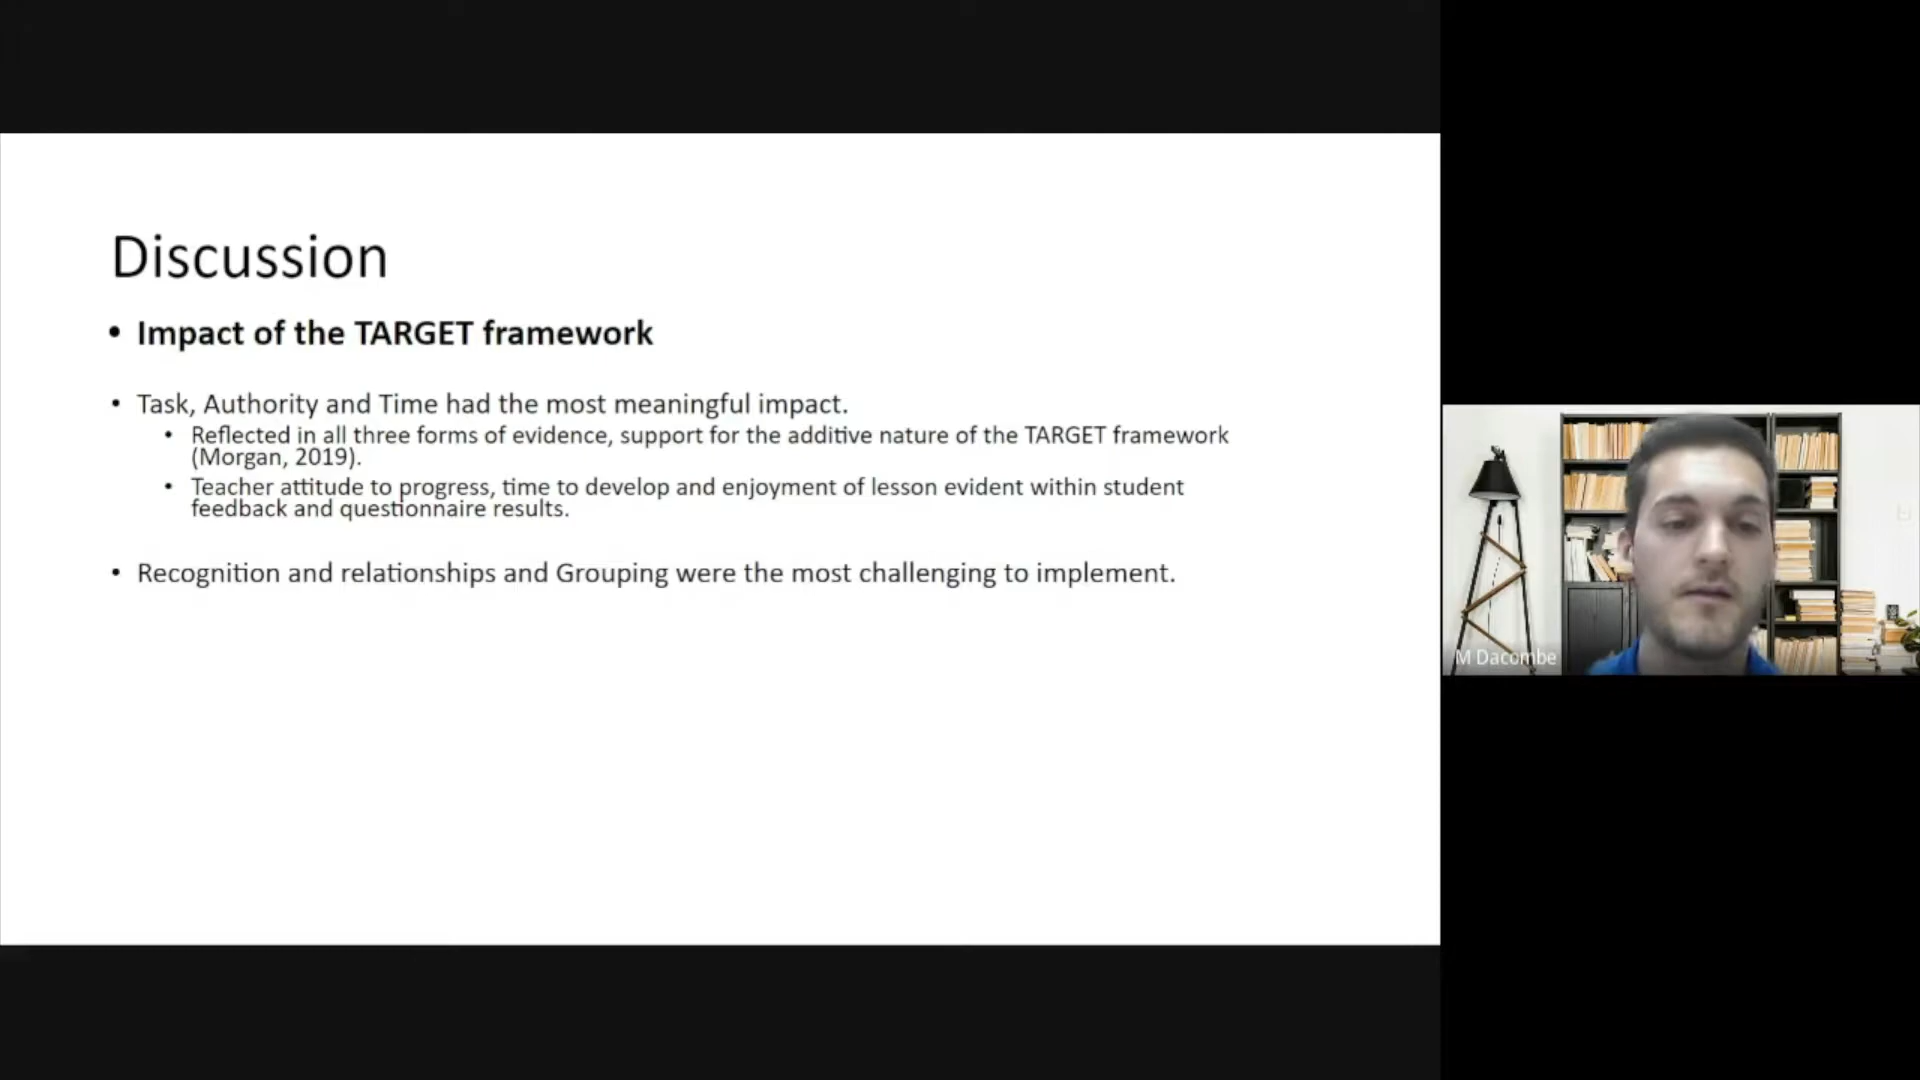 Discussion
• Impact of the TARGET framework
• Task, Authority and Time had the most meaningful impact.
• Reflected in all three forms of evidence, support for the additive nature of the TARGET framework
(Morgan, 2019).
• Teacher attitude to progress, time to develop and enjoyment of lesson evident within student
feedback and questionnaire results.
• Recognition and relationships and Grouping were the most challenging to implement.
M Dacombe